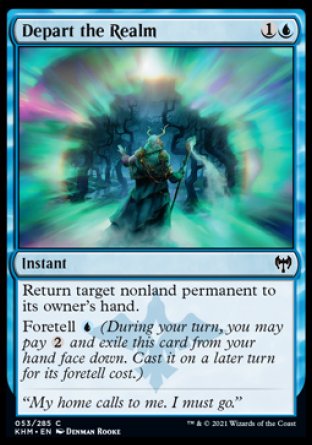 Depart the Realm 1
Instant
Return target nonland permanent to
its owner's hand.
Foretell (During your turn, you may
pay 2 and exile this card from your
hand face down. Cast it on a later turn
for its foretell cost.)
"My home calls to me. I must go."
053/285 C
KHM • EN Denman Rooke
™ & © 2021 Wizards of the Coast